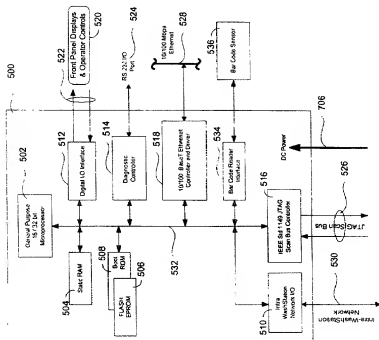 500
502
General Purpose
16 / 32 bit
Microprocessor
504
Static RAM
506
FLASH
EPROM
508
Boot
ROM
510
Intra
WashStation
Network I/O
512
Digital I/O Interface
514
Diagnostic
Controller
518
10/100 BaseT Ethernet
Controller and Driver
534
Bar Code Reader
Interface
516
IEEE Std 1149 JTAG
Scan Bus Controller
532
522
Front Panel Displays
& Operator Controls
520
RS 232 I/O
Port
524
10/100 Mbps
Ethernet
528
Bar Code Sensor
536
DC Power
706
JTAG Scan Bus
526
Intra-WashStation
Network
530